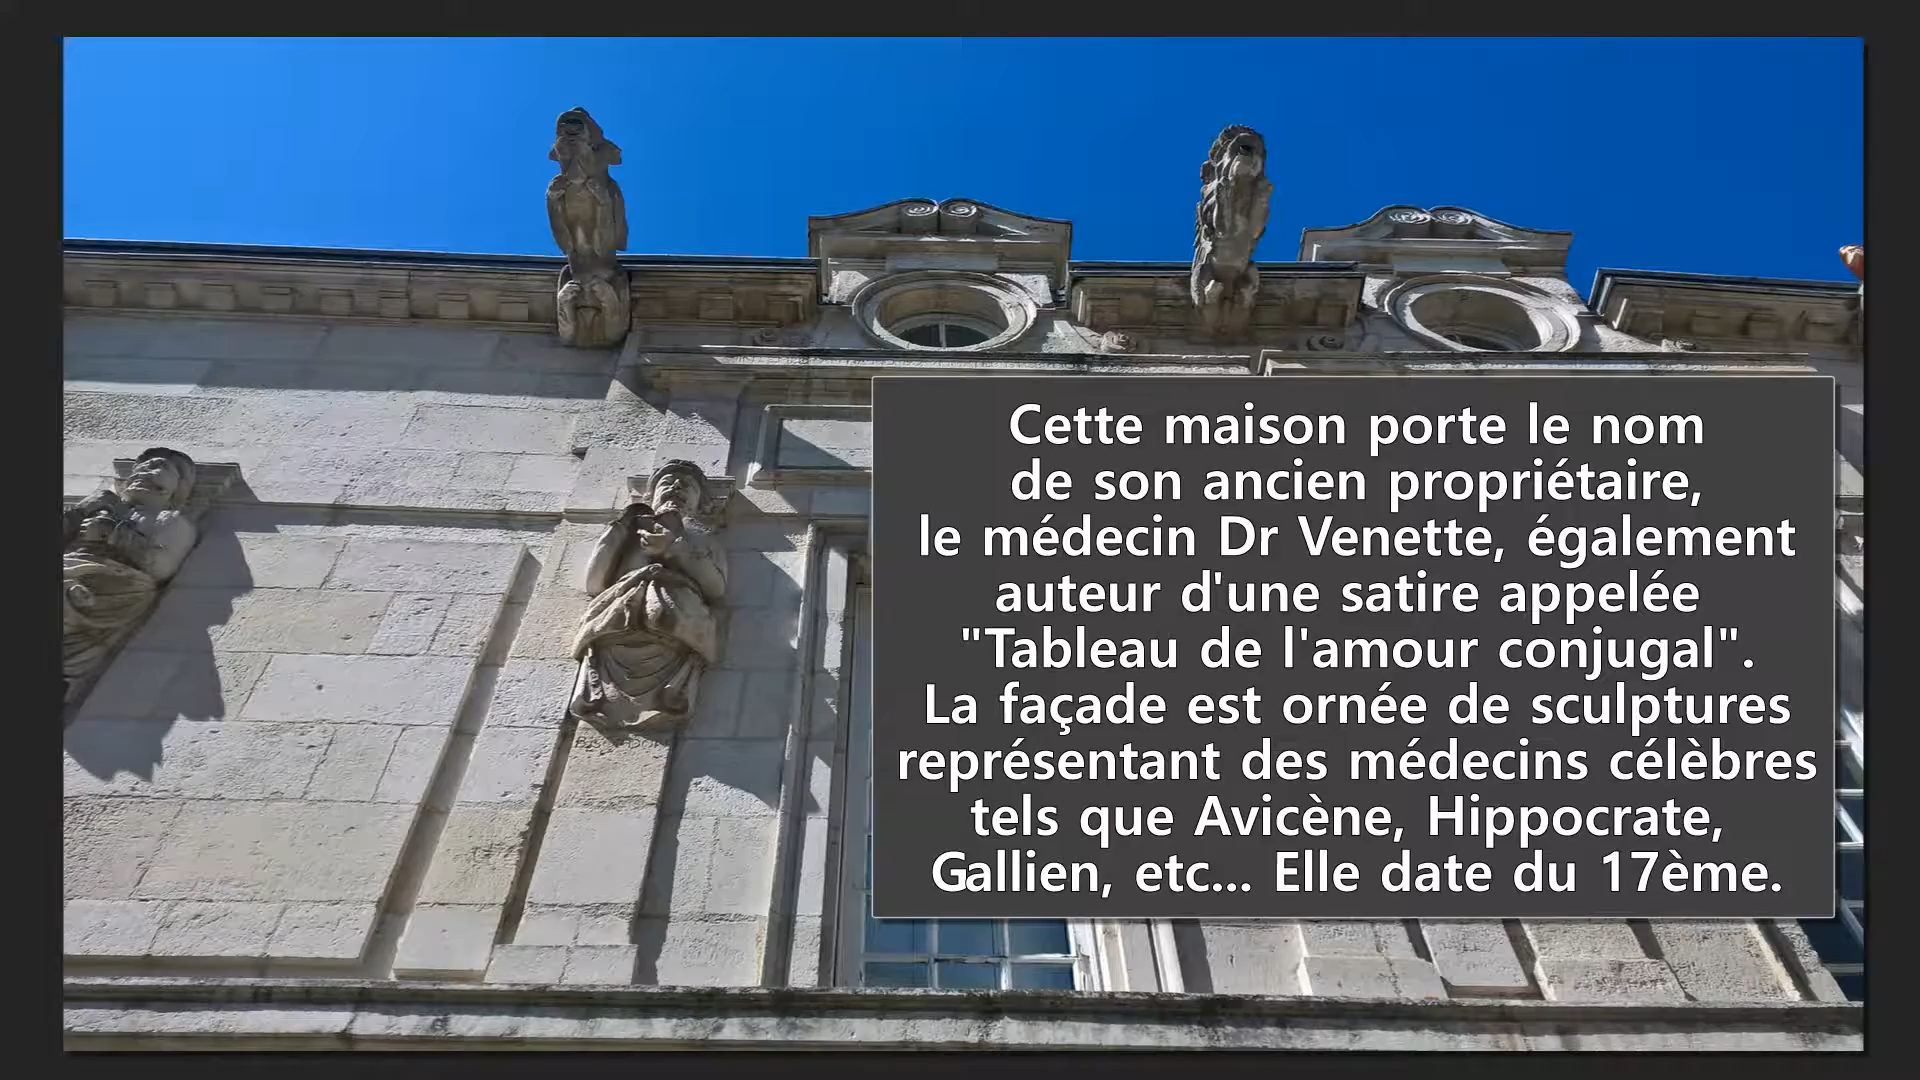 Cette maison porte le nom
de son ancien propriétaire,
le médecin Dr Venette, également
auteur d'une satire appelée
"Tableau de l'amour conjugal".
La façade est ornée de sculptures
représentant des médecins célèbres
tels que Avicène, Hippocrate,
Gallien, etc... Elle date du 17ème.